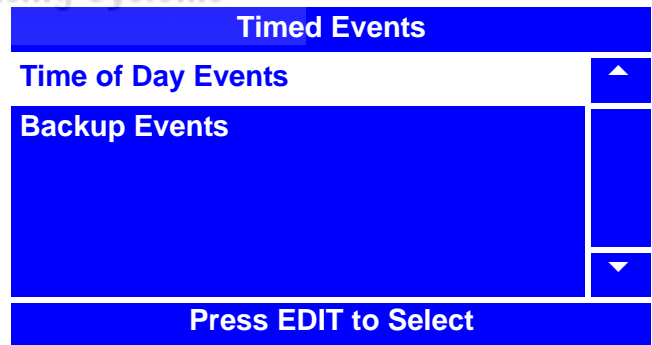 Timed Events
Time of Day Events
Backup Events
Press EDIT to Select